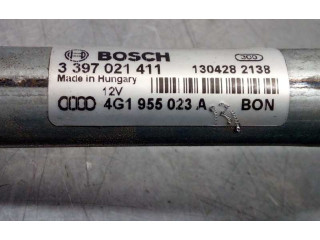 BOSCH
3 397 021 411 130428 2138
Made in Hungary
12V
4G1 955 023 A BON